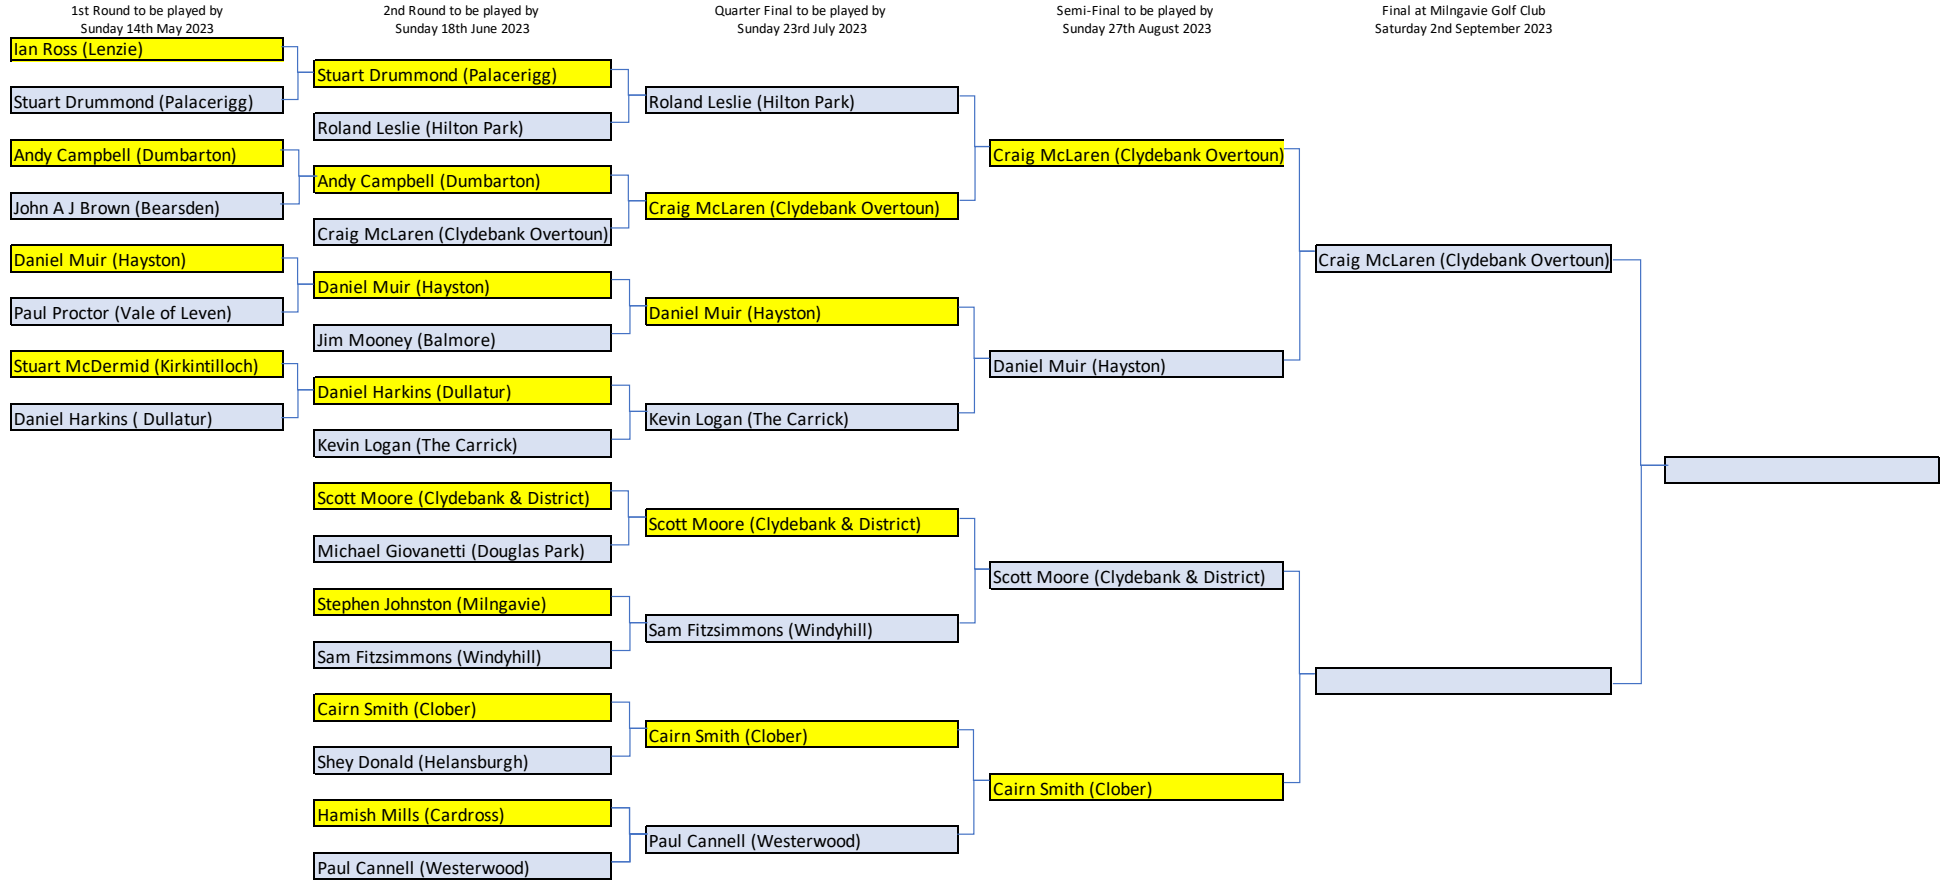 1st Round to be played by
Sunday 14th May 2023
2nd Round to be played by
Sunday 18th June 2023
Quarter Final to be played by
Sunday 23rd July 2023
Semi-Final to be played by
Sunday 27th August 2023
Final at Milngavie Golf Club
Saturday 2nd September 2023
Ian Ross (Lenzie)
Stuart Drummond (Palacerigg)
Andy Campbell (Dumbarton)
John A J Brown (Bearsden)
Daniel Muir (Hayston)
Paul Proctor (Vale of Leven)
Stuart McDermid (Kirkintilloch)
Daniel Harkins ( Dullatur)
Stuart Drummond (Palacerigg)
Roland Leslie (Hilton Park)
Andy Campbell (Dumbarton)
Craig McLaren (Clydebank Overtoun)
Daniel Muir (Hayston)
Jim Mooney (Balmore)
Daniel Harkins (Dullatur)
Kevin Logan (The Carrick)
Scott Moore (Clydebank & District)
Michael Giovanetti (Douglas Park)
Stephen Johnston (Milngavie)
Sam Fitzsimmons (Windyhill)
Cairn Smith (Clober)
Shey Donald (Helansburgh)
Hamish Mills (Cardross)
Paul Cannell (Westerwood)
Roland Leslie (Hilton Park)
Craig McLaren (Clydebank Overtoun)
Daniel Muir (Hayston)
Kevin Logan (The Carrick)
Scott Moore (Clydebank & District)
Sam Fitzsimmons (Windyhill)
Cairn Smith (Clober)
Paul Cannell (Westerwood)
Craig McLaren (Clydebank Overtoun)
Daniel Muir (Hayston)
Scott Moore (Clydebank & District)
Cairn Smith (Clober)
Craig McLaren (Clydebank Overtoun)